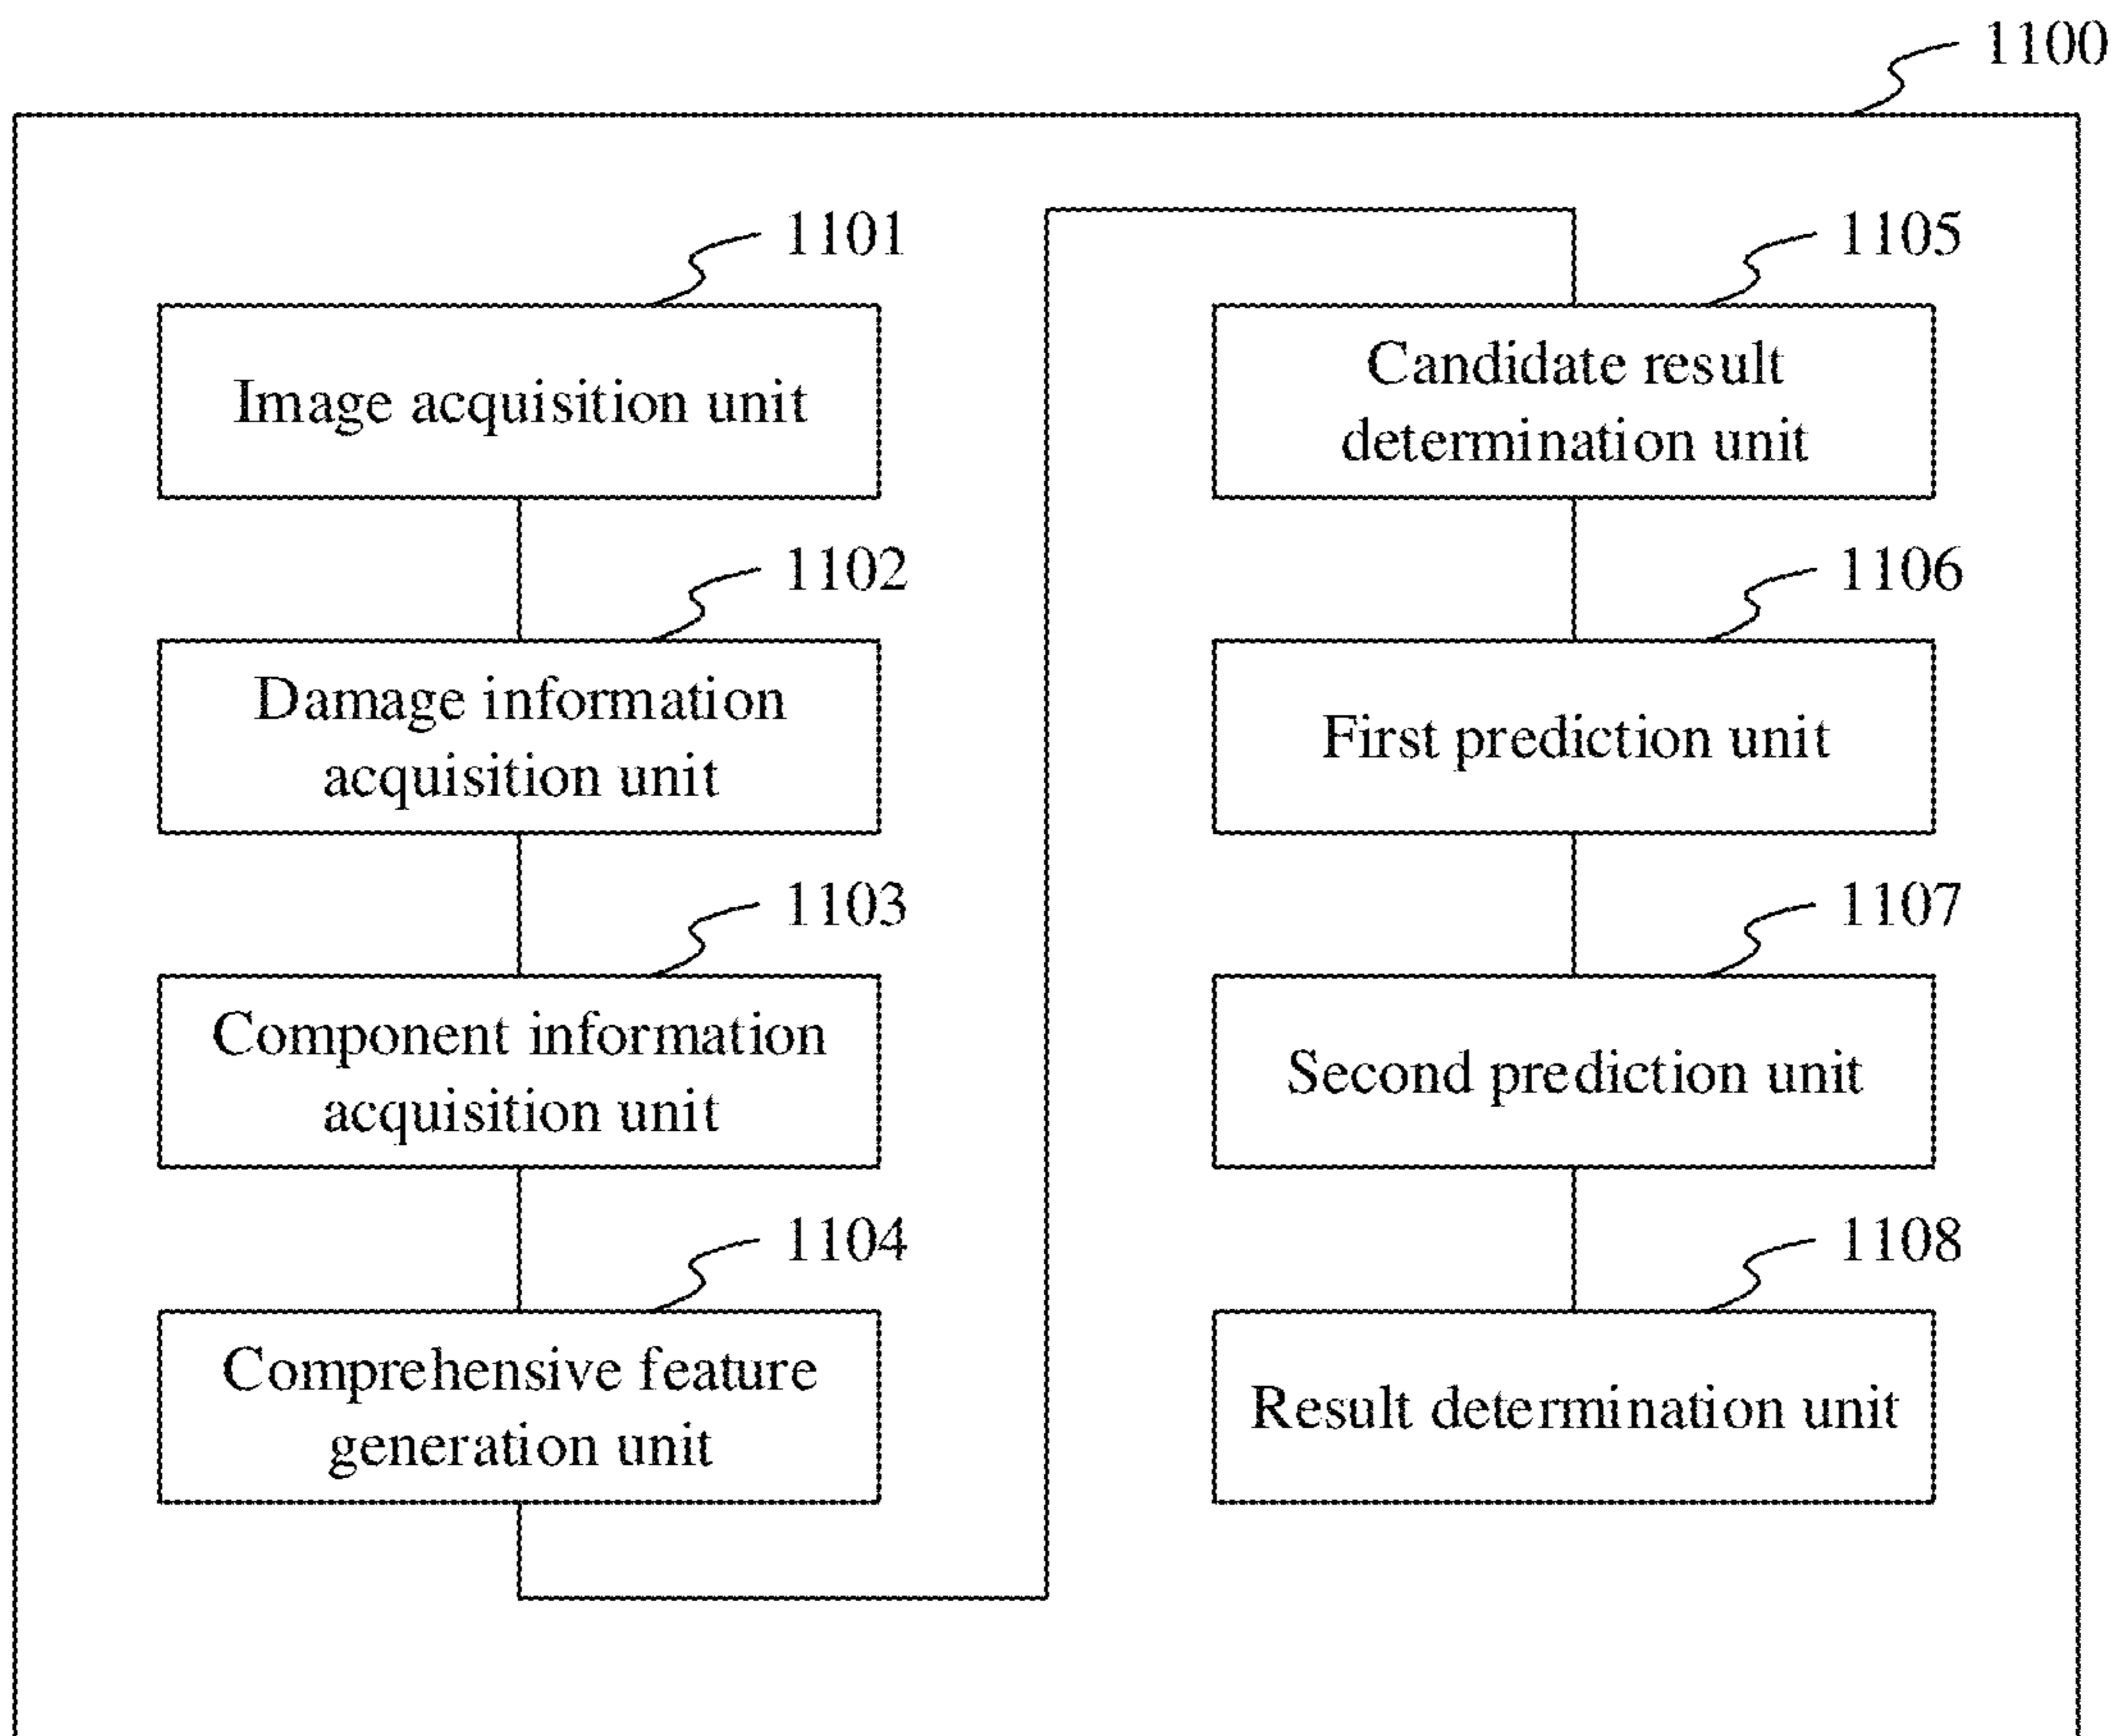 1100
1101
Image acquisition unit
1102
Damage information
acquisition unit
1103
Component information
acquisition unit
1104
Comprehensive feature
generation unit
1105
Candidate result
determination unit
1106
First prediction unit
1107
Second prediction unit
1108
Result determination unit